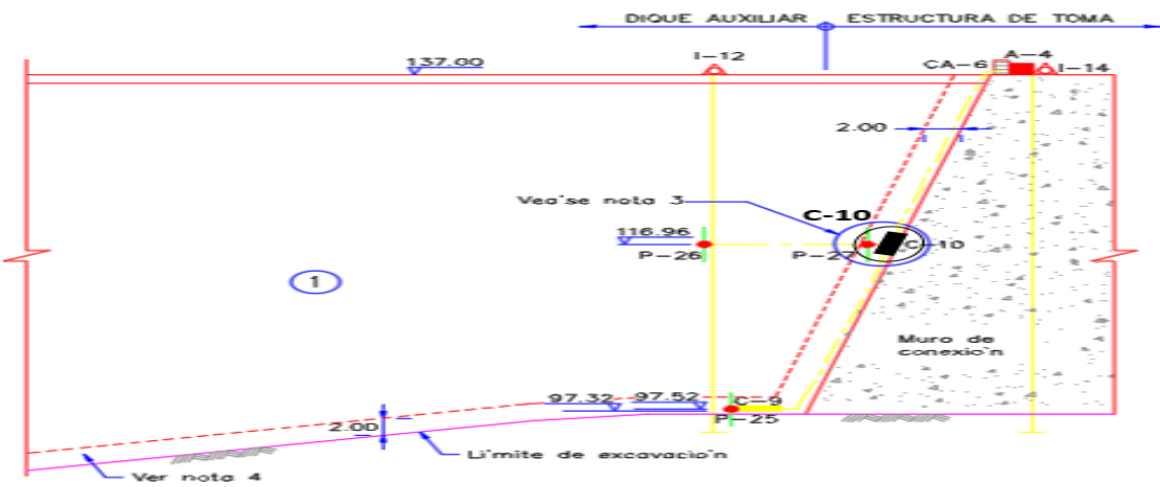 DIQUE AUXILIAR
ESTRUCTURA DE TOMA
137.00
I-12
CA-6
A-4
I-14
2.00
Vea'se nota 3
C-10
116.96
P-26
P-27
C-10
1
Muro de
conexio'n
97.32
97.52
C-9
P-25
2.00
Li'mite de excavacio'n
Ver nota 4